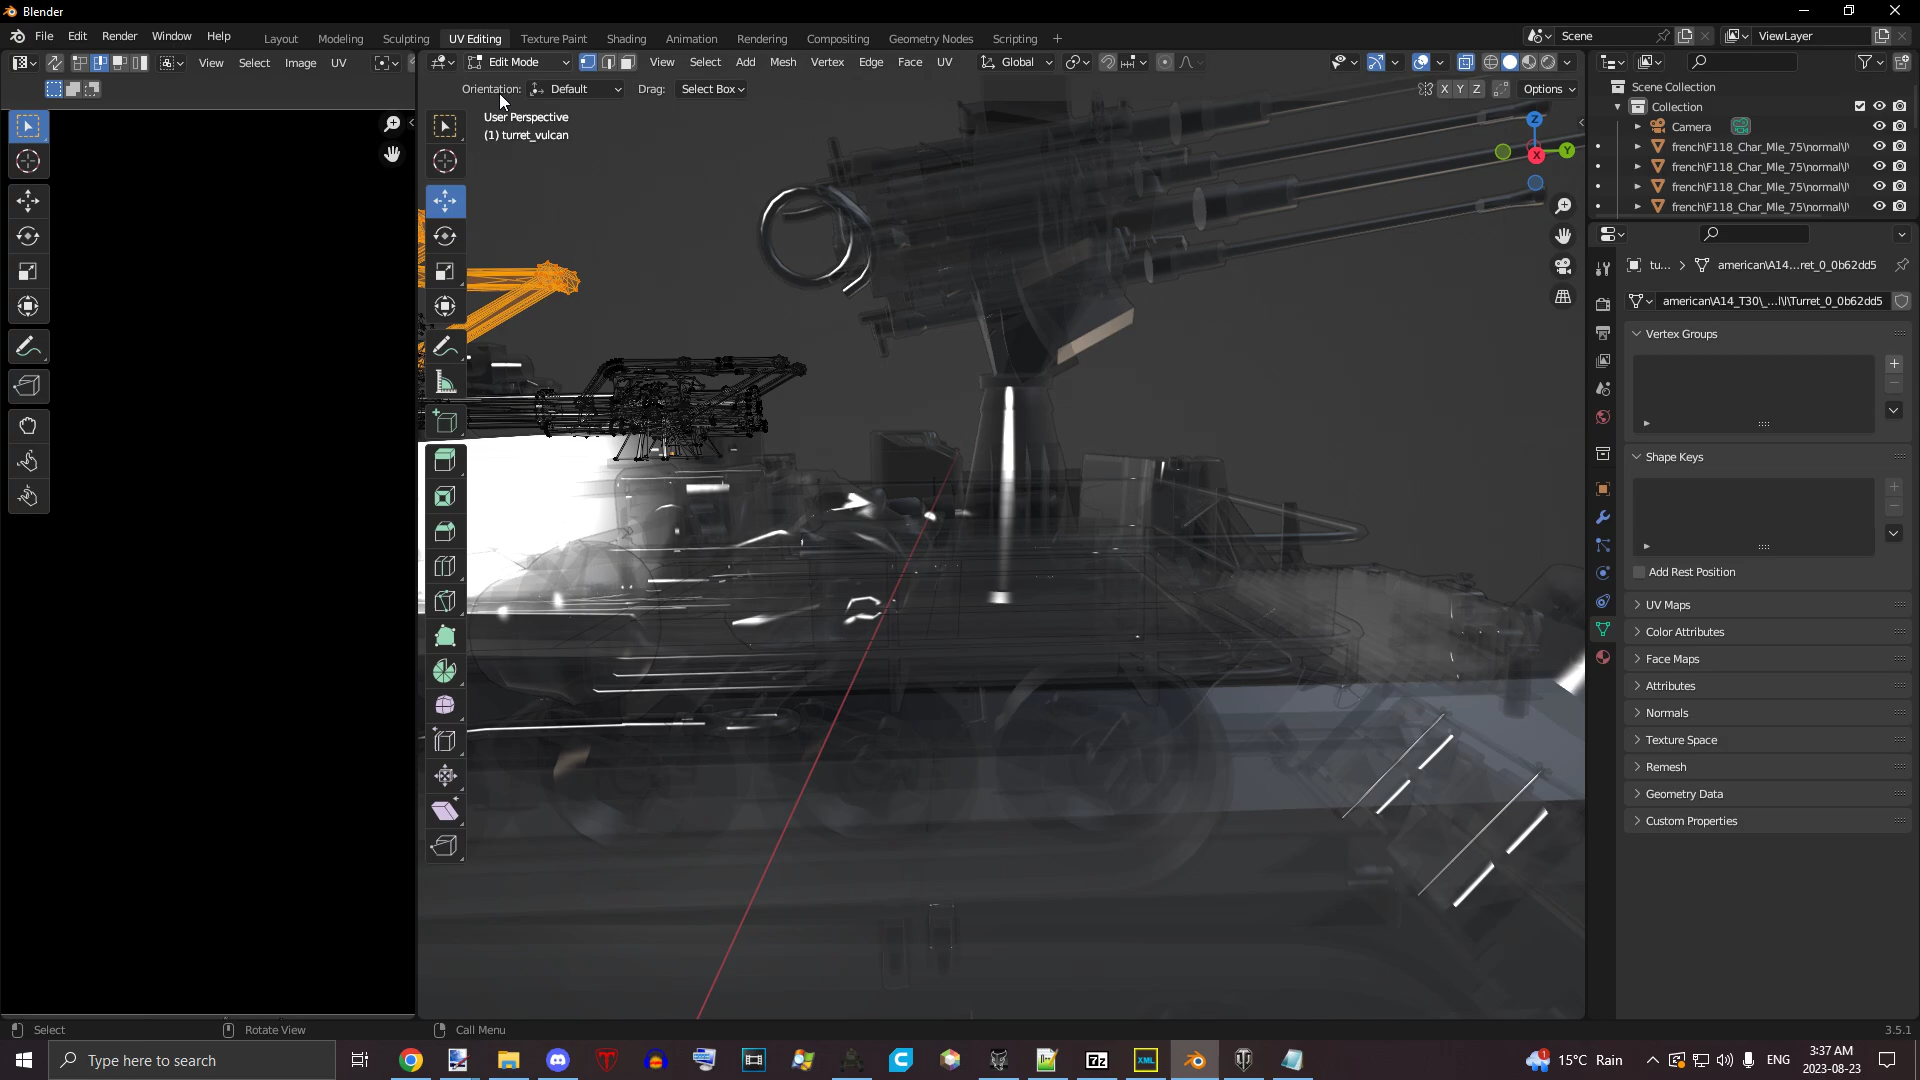 Blender
File Edit Render Window Help
Layout Modeling Sculpting UV Editing Texture Paint Shading Animation Rendering Compositing Geometry Nodes Scripting
Scene
ViewLayer
View Select Image UV
Edit Mode View Select Add Mesh Vertex Edge Face UV Global
Orientation: Default Drag: Select Box
X Y Z Options
User Perspective
(1) turret_vulcan
Z
Y
X
Scene Collection
Collection
Camera
french\F118_Char_Mle_75\normal\l
french\F118_Char_Mle_75\normal\l
french\F118_Char_Mle_75\normal\l
french\F118_Char_Mle_75\normal\l
tu... american\A14...ret_0_0b62dd5
american\A14_T30\_...l\l\Turret_0_0b62dd5
Vertex Groups
Shape Keys
Add Rest Position
UV Maps
Color Attributes
Face Maps
Attributes
Normals
Texture Space
Remesh
Geometry Data
Custom Properties
Select Rotate View Call Menu 3.5.1
Type here to search
7z
XML
1
15°C Rain
ENG
3:37 AM
2023-08-23